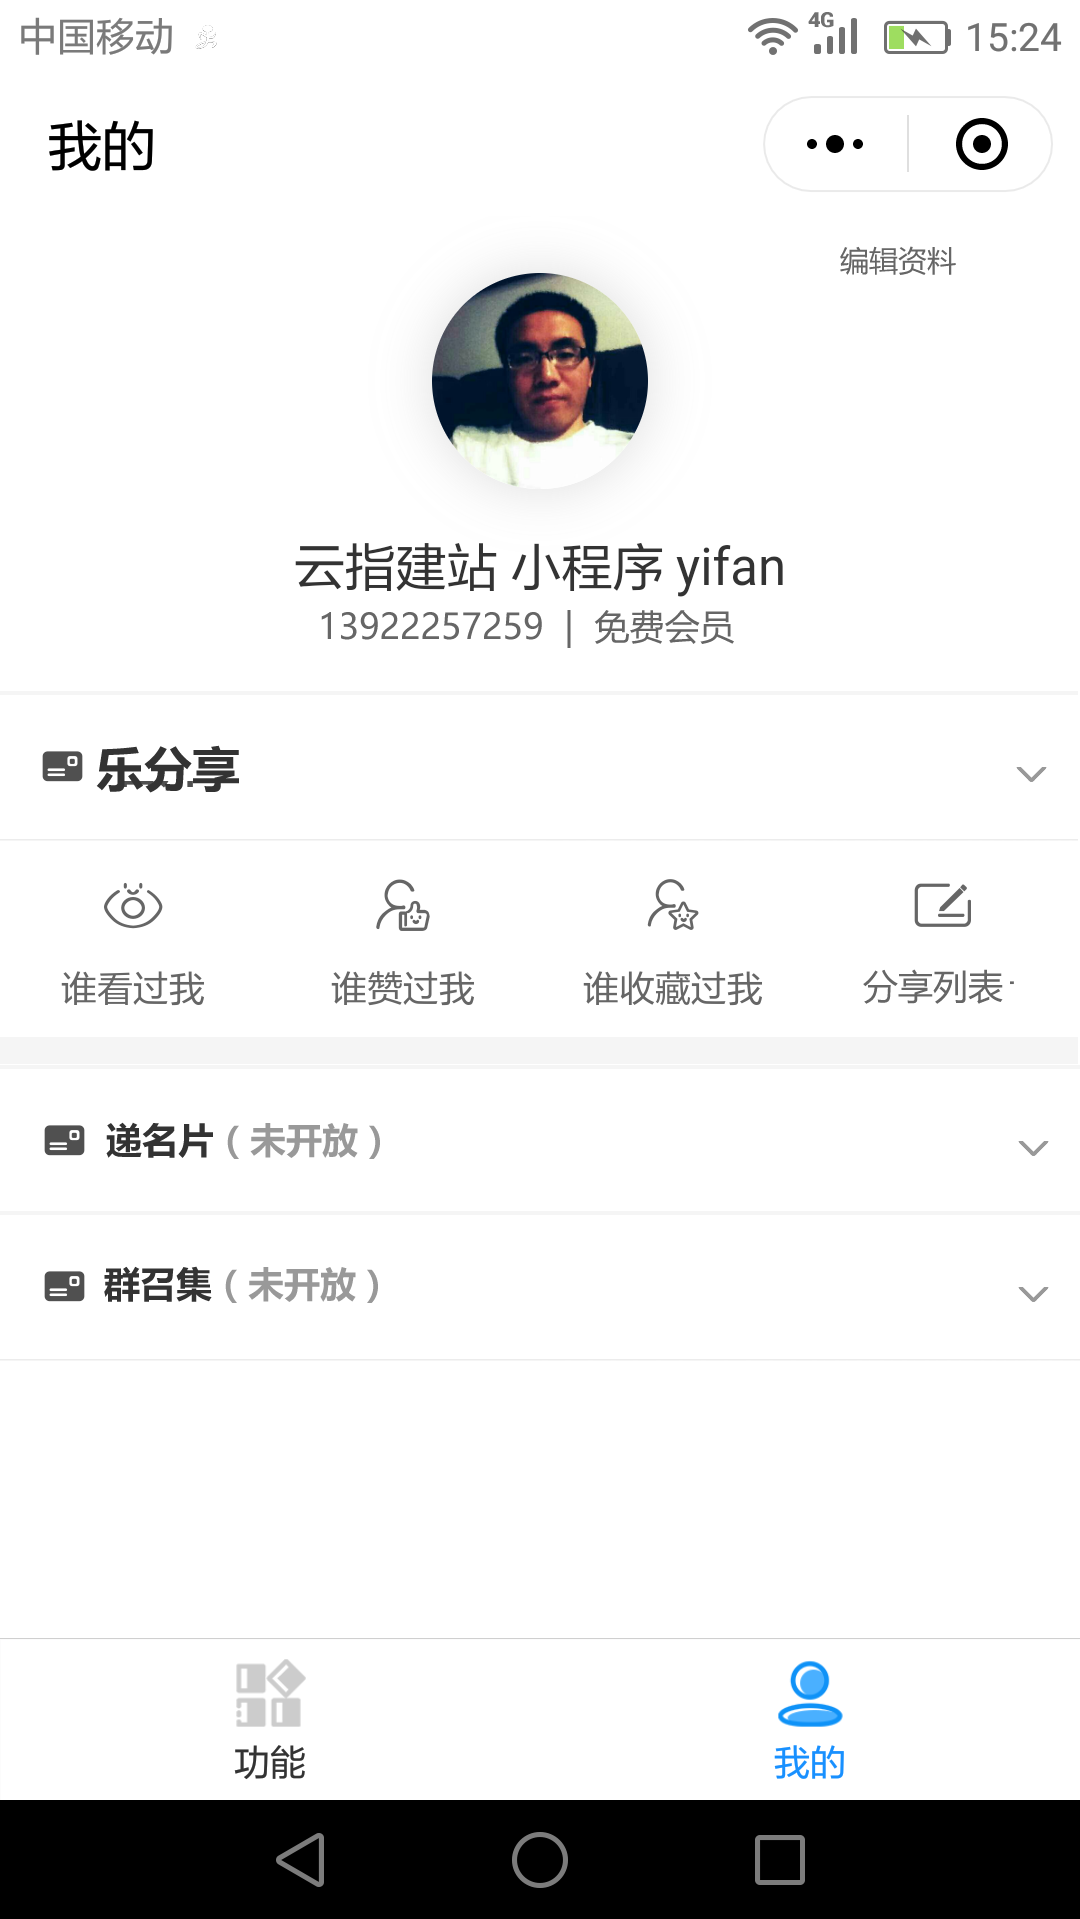 中国移动 4G 15:24
我的
编辑资料
云指建站 小程序 yifan
13922257259 | 免费会员
乐分享
谁看过我 谁赞过我 谁收藏过我 分享列表
递名片（未开放）
群召集（未开放）
功能 我的